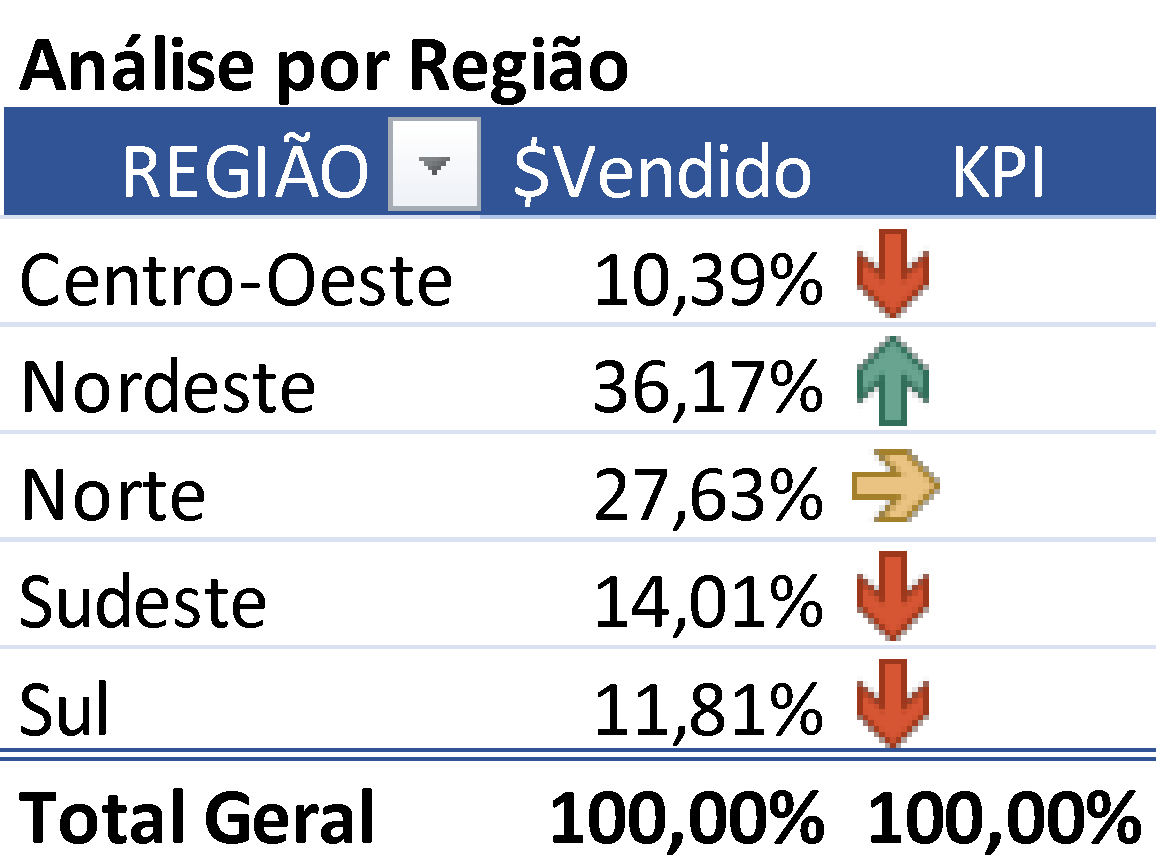 Análise por Região
REGIÃO $Vendido KPI
Centro-Oeste 10,39%
Nordeste 36,17%
Norte 27,63%
Sudeste 14,01%
Sul 11,81%
Total Geral 100,00% 100,00%